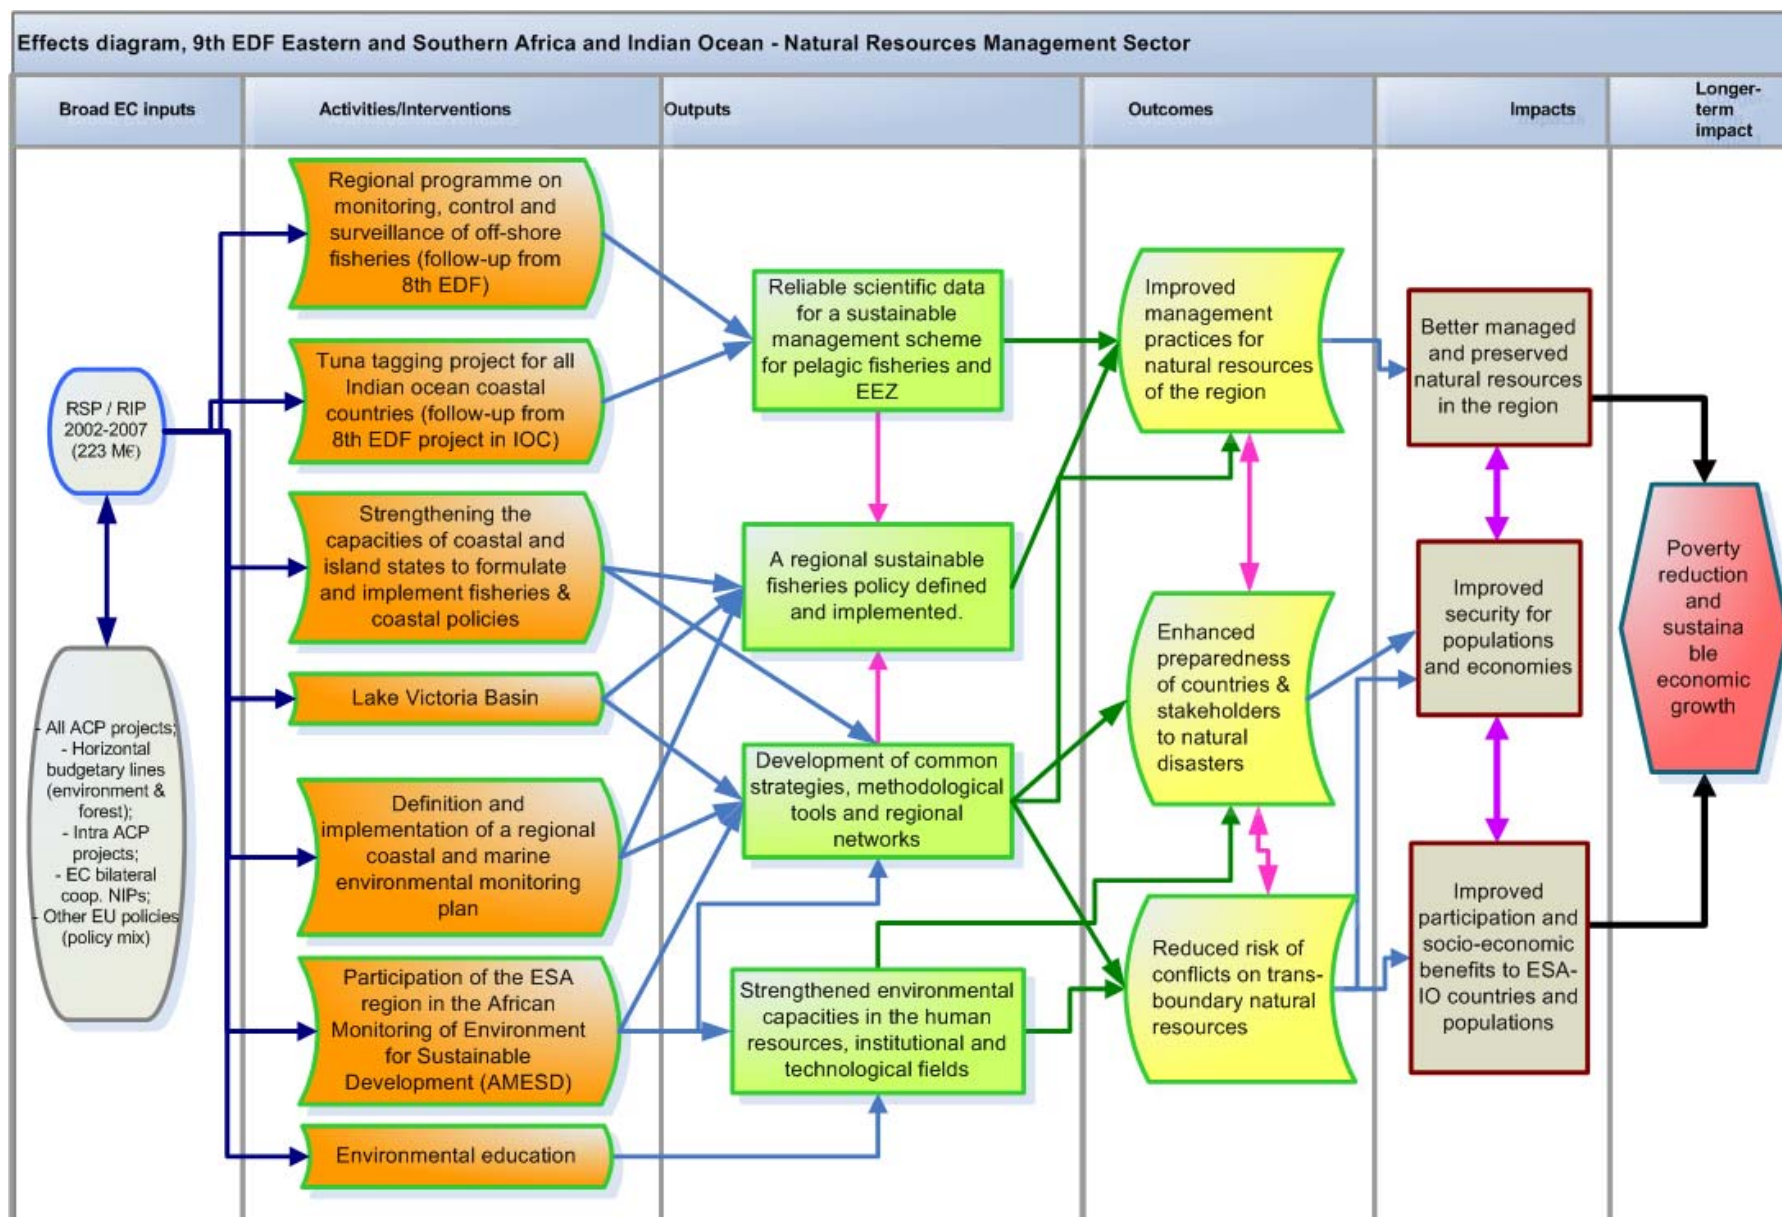 Effects diagram, 9th EDF Eastern and Southern Africa and Indian Ocean - Natural Resources Management Sector
Broad EC inputs
Activities/Interventions
Outputs
Outcomes
Impacts
Longer-
term
impact
RSP / RIP
2002-2007
(223 M€)
- All ACP projects;
- Horizontal
budgetary lines
(environment &
forest);
- Intra ACP
projects;
- EC bilateral
coop. NIPs;
- Other EU policies
(policy mix)
Regional programme on
monitoring, control and
surveillance of off-shore
fisheries (follow-up from
8th EDF)
Tuna tagging project for all
Indian ocean coastal
countries (follow-up from
8th EDF project in IOC)
Strengthening the
capacities of coastal and
island states to formulate
and implement fisheries &
coastal policies
Lake Victoria Basin
Definition and
implementation of a regional
coastal and marine
environmental monitoring
plan
Participation of the ESA
region in the African
Monitoring of Environment
for Sustainable
Development (AMESD)
Environmental education
Reliable scientific data
for a sustainable
management scheme
for pelagic fisheries and
EEZ
A regional sustainable
fisheries policy defined
and implemented.
Development of common
strategies, methodological
tools and regional
networks
Strengthened environmental
capacities in the human
resources, institutional and
technological fields
Improved
management
practices for
natural resources
of the region
Enhanced
preparedness
of countries &
stakeholders
to natural
disasters
Reduced risk of
conflicts on trans-
boundary natural
resources
Better managed
and preserved
natural resources
in the region
Improved
security for
populations
and economies
Improved
participation and
socio-economic
benefits to ESA-
IO countries and
populations
Poverty
reduction
and
sustaina
ble
economic
growth